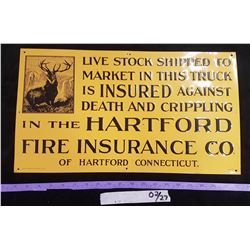 LIVE STOCK SHIPPED TO
MARKET IN THIS TRUCK
IS INSURED AGAINST
DEATH AND CRIPPLING
IN THE HARTFORD
FIRE INSURANCE CO.
OF HARTFORD CONNECTICUT.